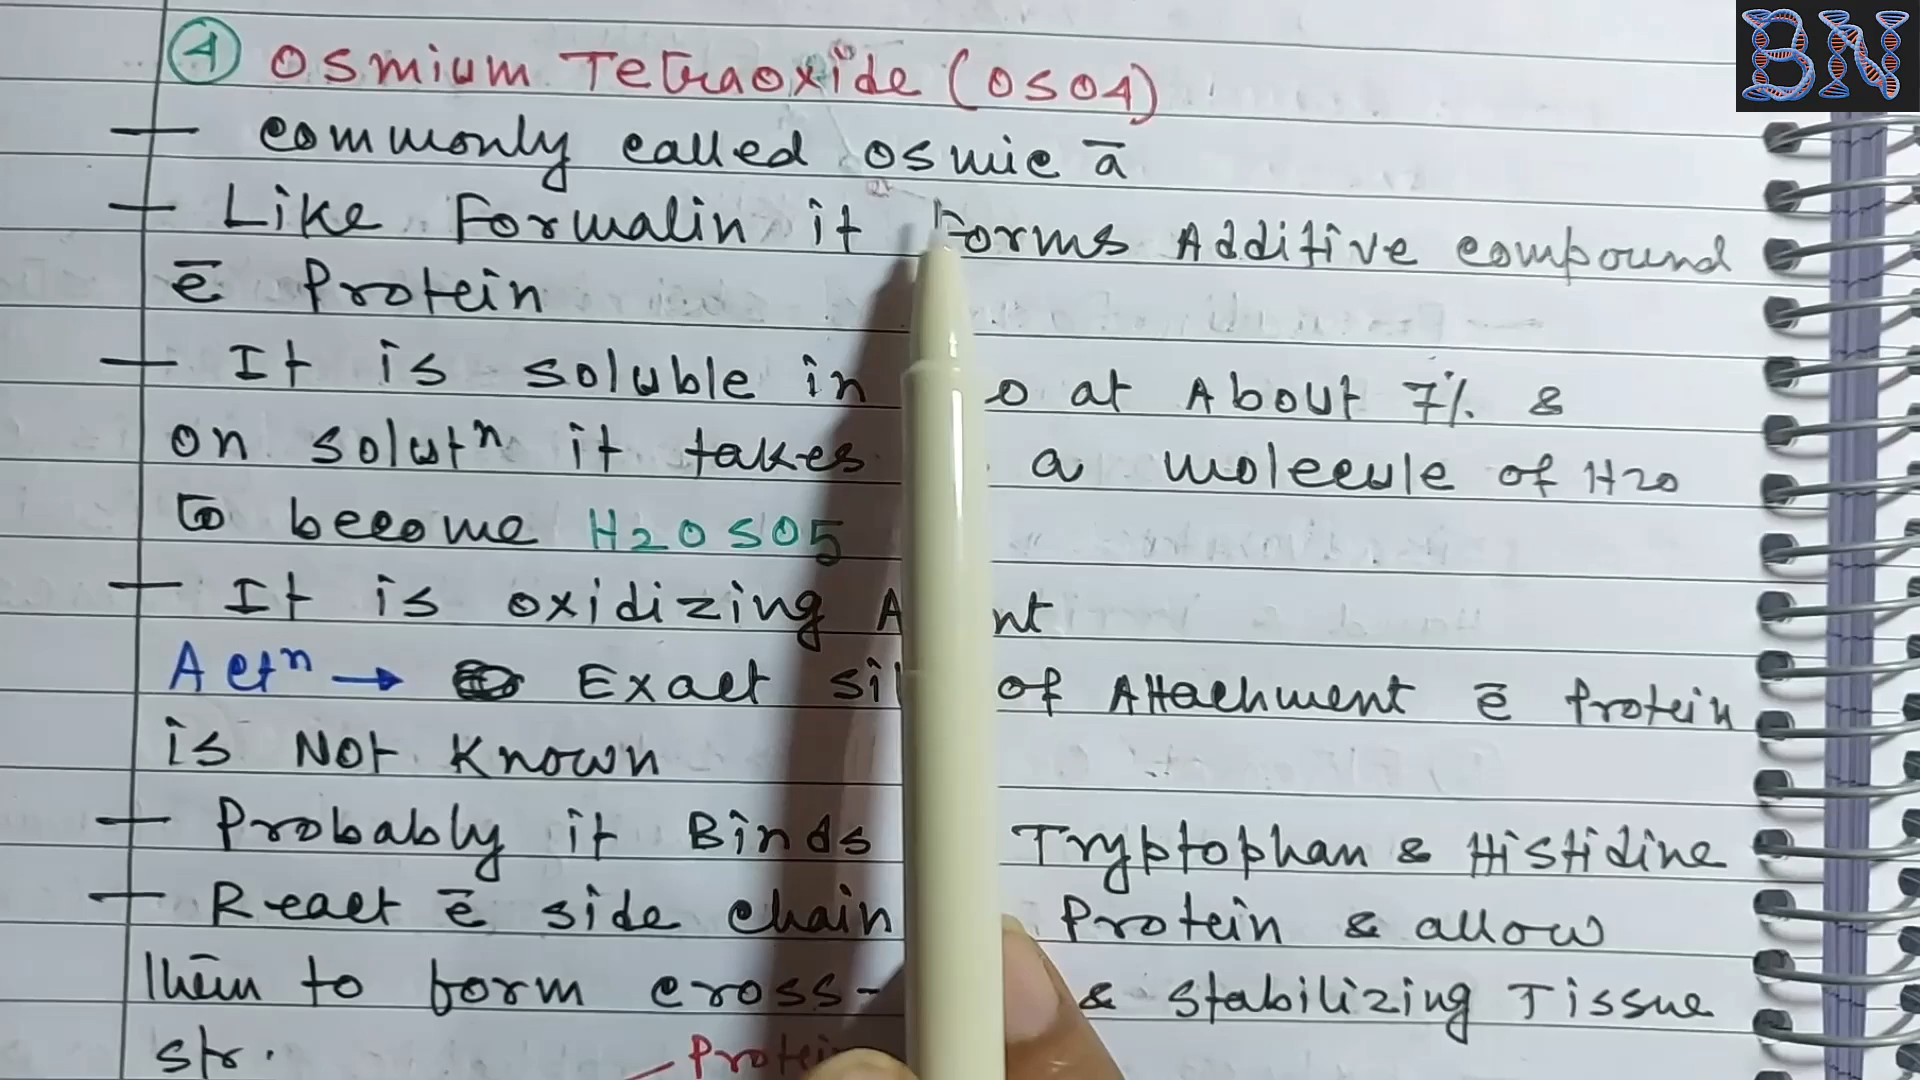 4 Osmium Tetraoxide (OSO4)
— commonly called osmic ā
— Like Formalin it Forms Additive compound
c̄ Protein
— It is soluble in at About 7% &
on solutⁿ it takes a molecule of H2O
to become H2OSO5
— It is oxidizing
Actⁿ → Exact of Attachment c̄ protein
is Not Known
— Probably it Binds Tryptophan & Histidine
— React c̄ side chain Protein & allow
them to form cross- & stabilizing Tissue
str.
BN